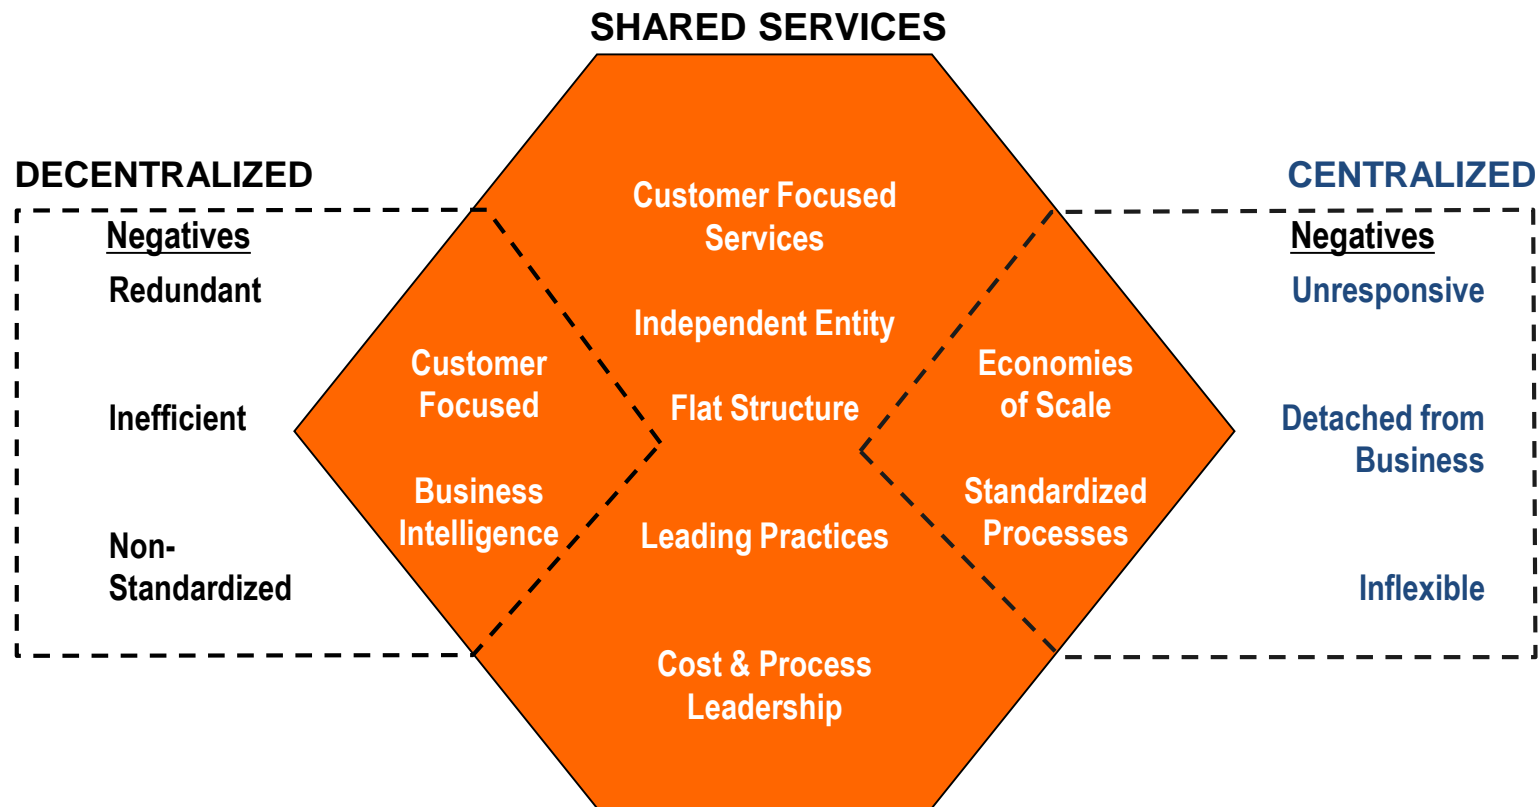 SHARED SERVICES
DECENTRALIZED
Negatives
Redundant
Inefficient
Non-
Standardized
Customer
Focused
Business
Intelligence
Customer Focused
Services
Independent Entity
Flat Structure
Leading Practices
Cost & Process
Leadership
Economies
of Scale
Standardized
Processes
CENTRALIZED
Negatives
Unresponsive
Detached from
Business
Inflexible